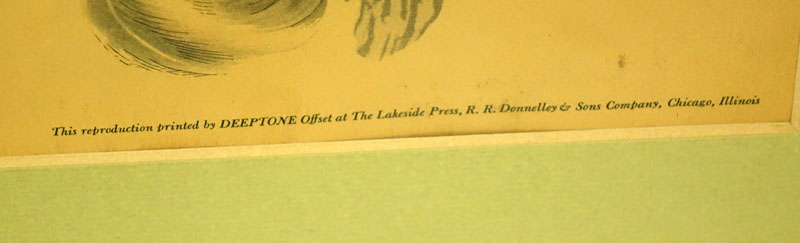 This reproduction printed by DEEPTONE Offset at The Lakeside Press, R. R. Donnelley & Sons Company, Chicago, Illinois